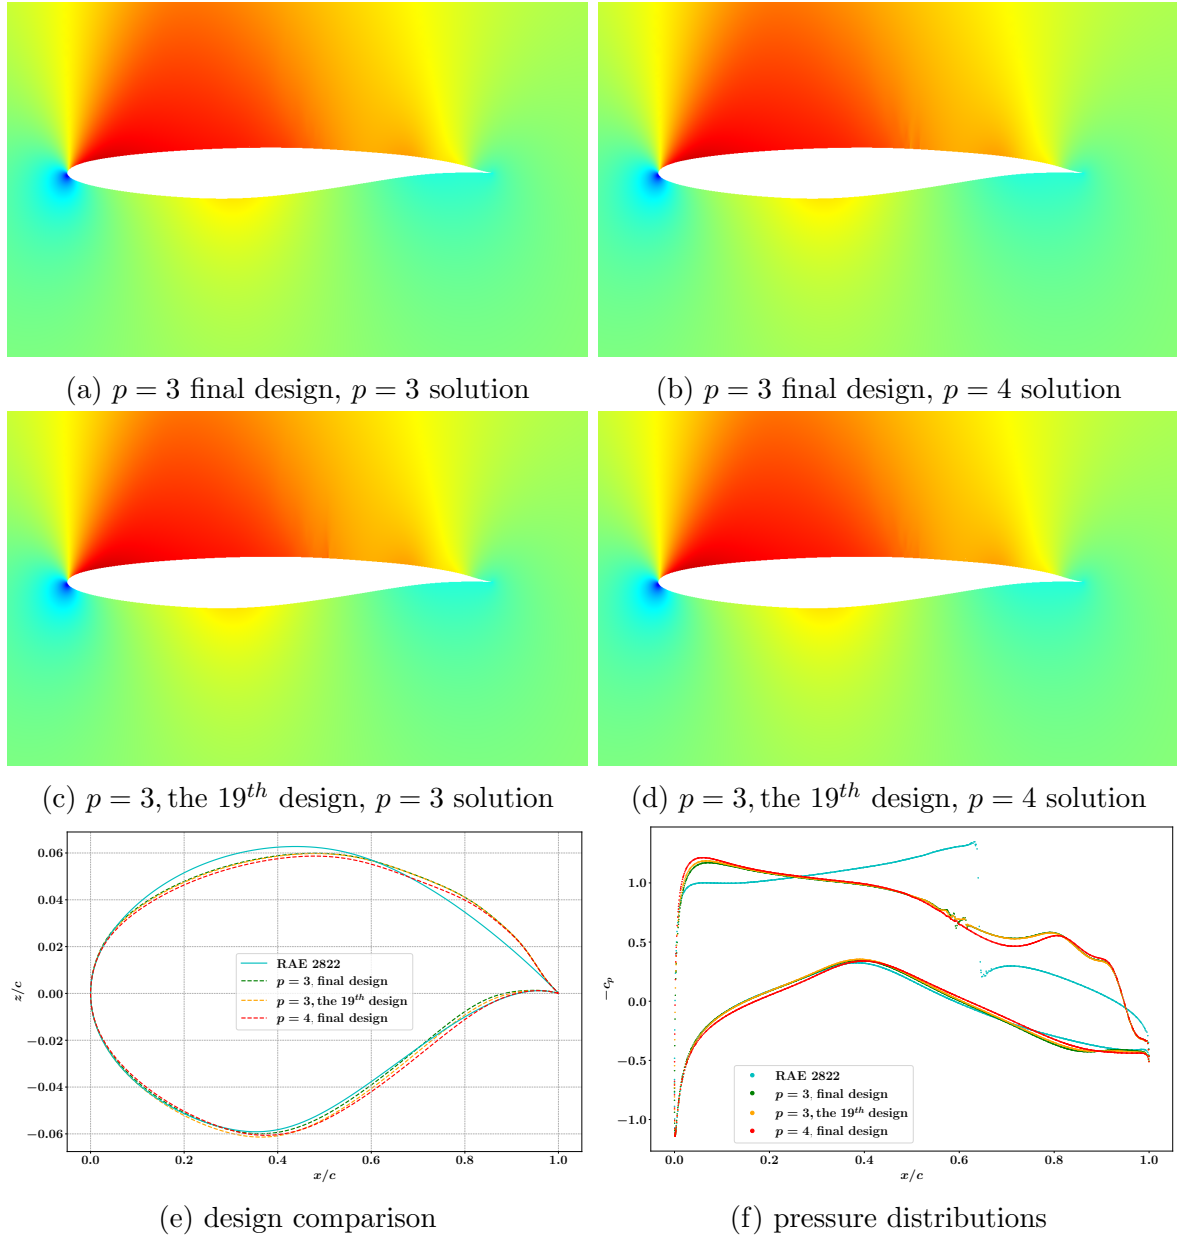 (a) p = 3 final design, p = 3 solution
(b) p = 3 final design, p = 4 solution
(c) p = 3, the 19th design, p = 3 solution
(d) p = 3, the 19th design, p = 4 solution
0.06
0.04
0.02
0.00
−0.02
−0.04
−0.06
z/c
RAE 2822
p = 3, final design
p = 3, the 19th design
p = 4, final design
0.0 0.2 0.4 0.6 0.8 1.0
x/c
(e) design comparison
1.0
0.5
0.0
−0.5
−1.0
−cp
RAE 2822
p = 3, final design
p = 3, the 19th design
p = 4, final design
0.0 0.2 0.4 0.6 0.8 1.0
x/c
(f) pressure distributions